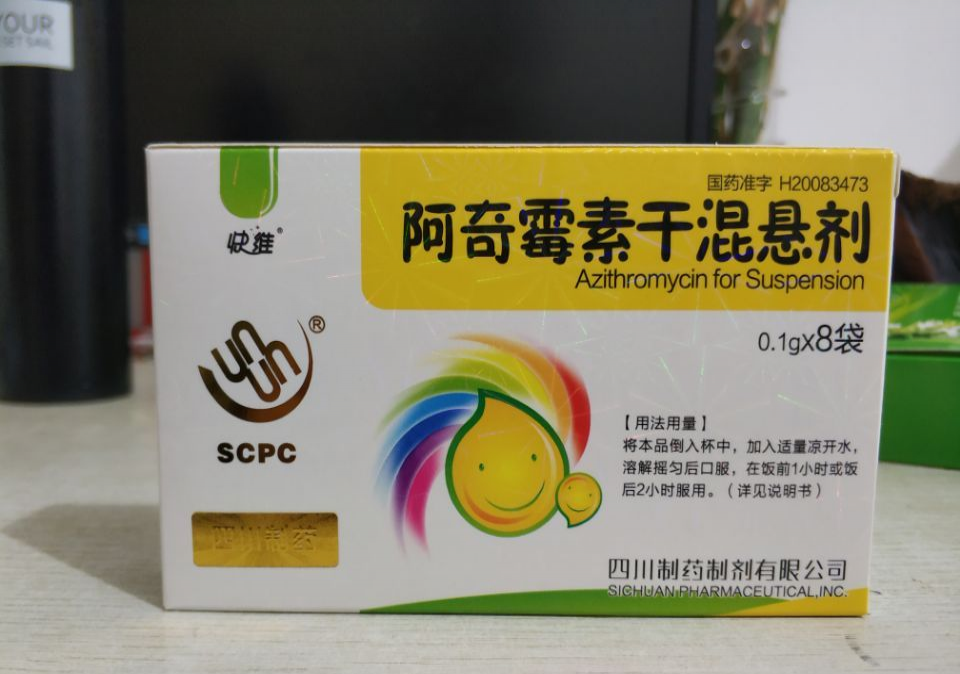 YOUR
SET SAIL
国药准字 H20083473
快维®
阿奇霉素干混悬剂
Azithromycin for Suspension
0.1gX8袋
®
SCPC
【用法用量】
将本品倒入杯中，加入适量凉开水，
溶解摇匀后口服，在饭前1小时或饭
后2小时服用。（详见说明书）
四川制药
四川制药制剂有限公司
SICHUAN PHARMACEUTICAL,INC.